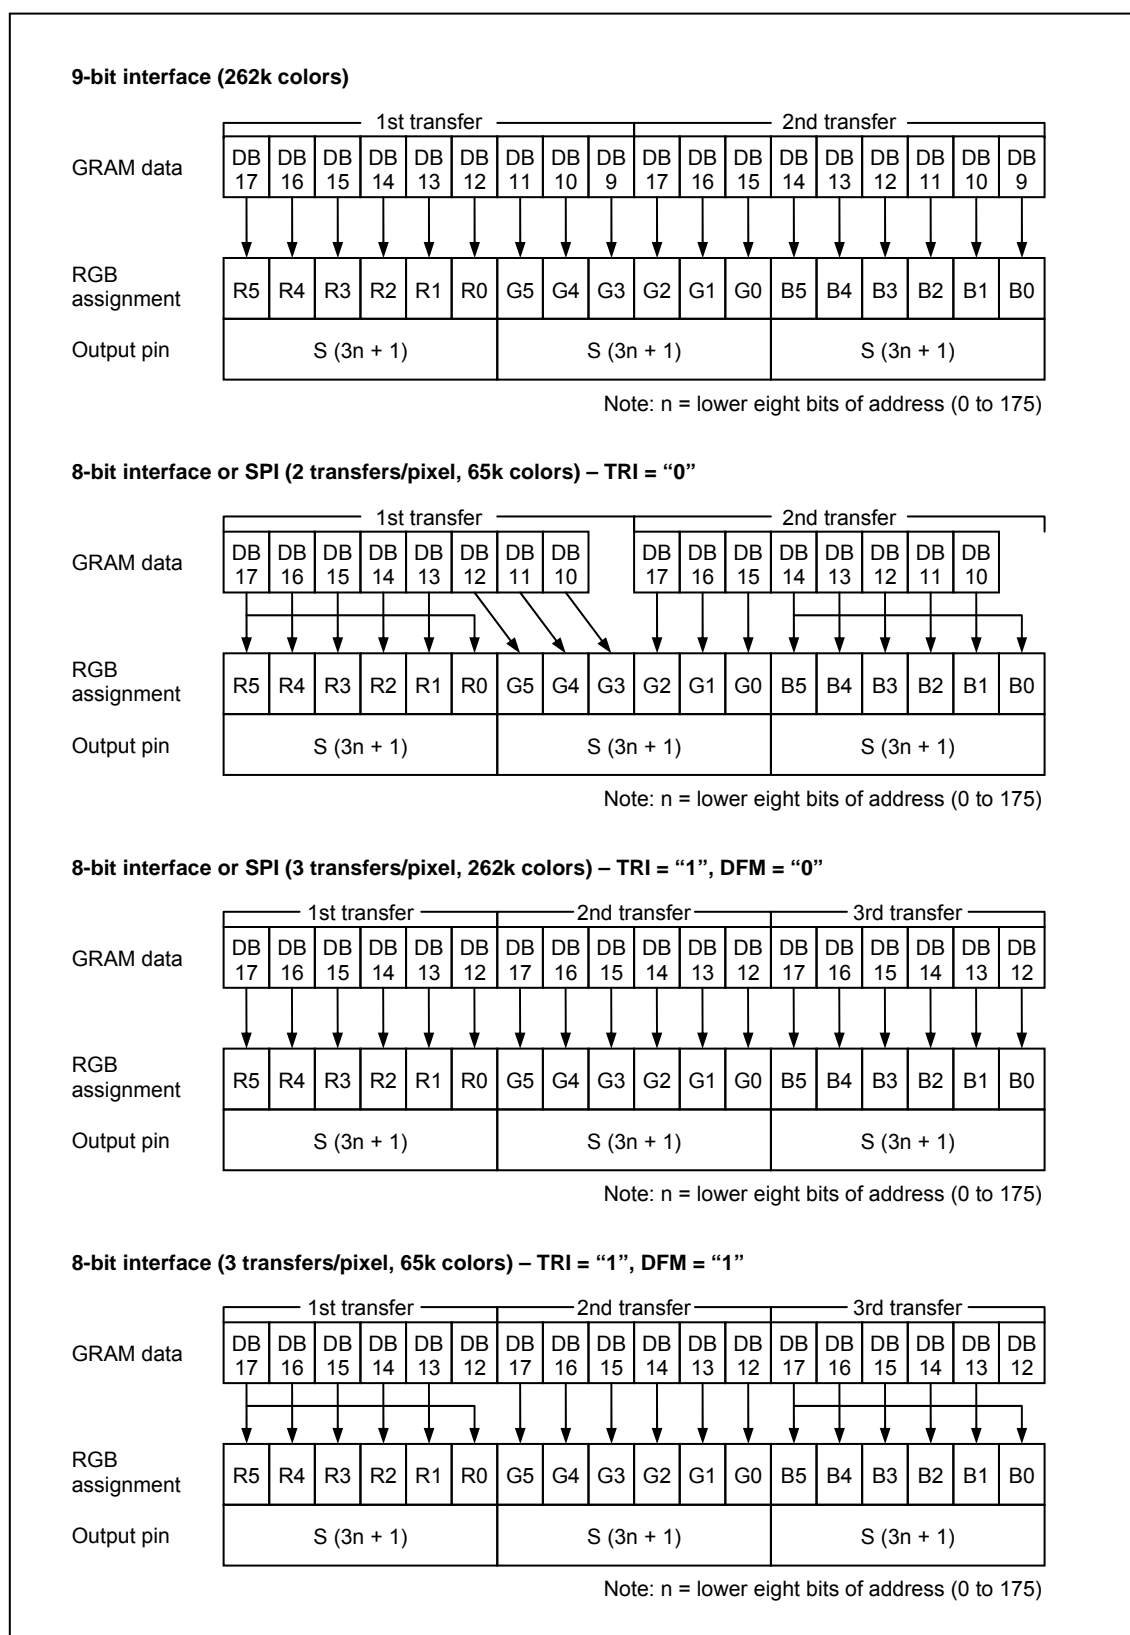 9-bit interface (262k colors)
1st transfer 2nd transfer
GRAM data DB 17 DB 16 DB 15 DB 14 DB 13 DB 12 DB 11 DB 10 DB 9 DB 17 DB 16 DB 15 DB 14 DB 13 DB 12 DB 11 DB 10 DB 9
RGB assignment R5 R4 R3 R2 R1 R0 G5 G4 G3 G2 G1 G0 B5 B4 B3 B2 B1 B0
Output pin S (3n + 1) S (3n + 1) S (3n + 1)
Note: n = lower eight bits of address (0 to 175)
8-bit interface or SPI (2 transfers/pixel, 65k colors) – TRI = “0”
1st transfer 2nd transfer
GRAM data DB 17 DB 16 DB 15 DB 14 DB 13 DB 12 DB 11 DB 10 DB 17 DB 16 DB 15 DB 14 DB 13 DB 12 DB 11 DB 10
RGB assignment R5 R4 R3 R2 R1 R0 G5 G4 G3 G2 G1 G0 B5 B4 B3 B2 B1 B0
Output pin S (3n + 1) S (3n + 1) S (3n + 1)
Note: n = lower eight bits of address (0 to 175)
8-bit interface or SPI (3 transfers/pixel, 262k colors) – TRI = “1”, DFM = “0”
1st transfer 2nd transfer 3rd transfer
GRAM data DB 17 DB 16 DB 15 DB 14 DB 13 DB 12 DB 17 DB 16 DB 15 DB 14 DB 13 DB 12 DB 17 DB 16 DB 15 DB 14 DB 13 DB 12
RGB assignment R5 R4 R3 R2 R1 R0 G5 G4 G3 G2 G1 G0 B5 B4 B3 B2 B1 B0
Output pin S (3n + 1) S (3n + 1) S (3n + 1)
Note: n = lower eight bits of address (0 to 175)
8-bit interface (3 transfers/pixel, 65k colors) – TRI = “1”, DFM = “1”
1st transfer 2nd transfer 3rd transfer
GRAM data DB 17 DB 16 DB 15 DB 14 DB 13 DB 12 DB 17 DB 16 DB 15 DB 14 DB 13 DB 12 DB 17 DB 16 DB 15 DB 14 DB 13 DB 12
RGB assignment R5 R4 R3 R2 R1 R0 G5 G4 G3 G2 G1 G0 B5 B4 B3 B2 B1 B0
Output pin S (3n + 1) S (3n + 1) S (3n + 1)
Note: n = lower eight bits of address (0 to 175)